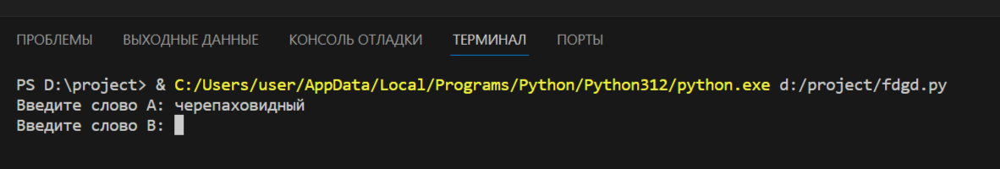 ПРОБЛЕМЫ ВЫХОДНЫЕ ДАННЫЕ КОНСОЛЬ ОТЛАДКИ ТЕРМИНАЛ ПОРТЫ
PS D:\project> & C:/Users/user/AppData/Local/Programs/Python/Python312/python.exe d:/project/fdgd.py
Введите слово A: черепаховидный
Введите слово B: